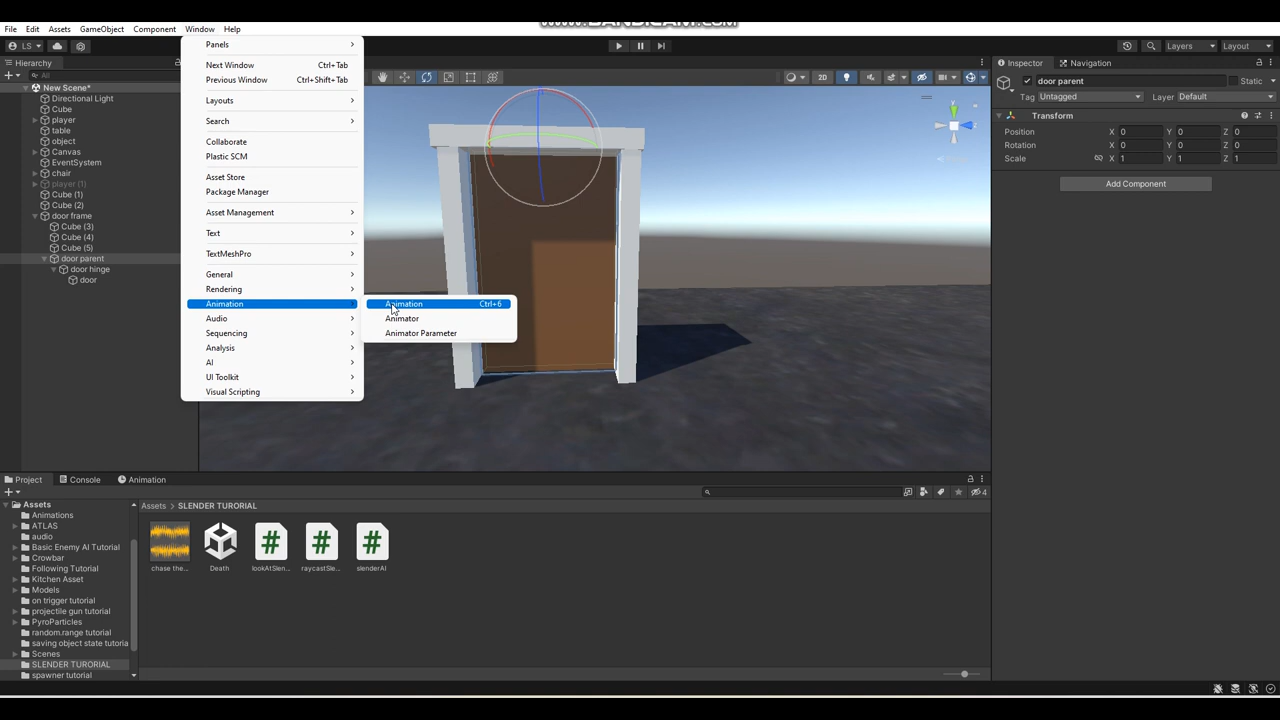 www.BANDICAM.com
File Edit Assets GameObject Component Window Help
LS
2D
Layers
Layout
Hierarchy
All
New Scene*
Directional Light
Cube
player
table
object
Canvas
EventSystem
chair
player (1)
Cube (1)
Cube (2)
door frame
Cube (3)
Cube (4)
Cube (5)
door parent
door hinge
door
Panels
Next Window Ctrl+Tab
Previous Window Ctrl+Shift+Tab
Layouts
Search
Collaborate
Plastic SCM
Asset Store
Package Manager
Asset Management
Text
TextMeshPro
General
Rendering
Animation
Audio
Sequencing
Analysis
AI
UI Toolkit
Visual Scripting
Animation Ctrl+6
Animator
Animator Parameter
Inspector Navigation
door parent Static
Tag Untagged Layer Default
Transform
Position X 0 Y 0 Z 0
Rotation X 0 Y 0 Z 0
Scale X 1 Y 1 Z 1
Add Component
Project Console Animation
4
Assets
Animations
ATLAS
audio
Basic Enemy AI Tutorial
Crowbar
Following Tutorial
Kitchen Asset
Models
on trigger tutorial
projectile gun tutorial
PyroParticles
random.range tutorial
saving object state tutoria
Scenes
SLENDER TURORIAL
spawner tutorial
Assets > SLENDER TURORIAL
chase the...
Death
lookAtSlen...
raycastSle...
slenderAI